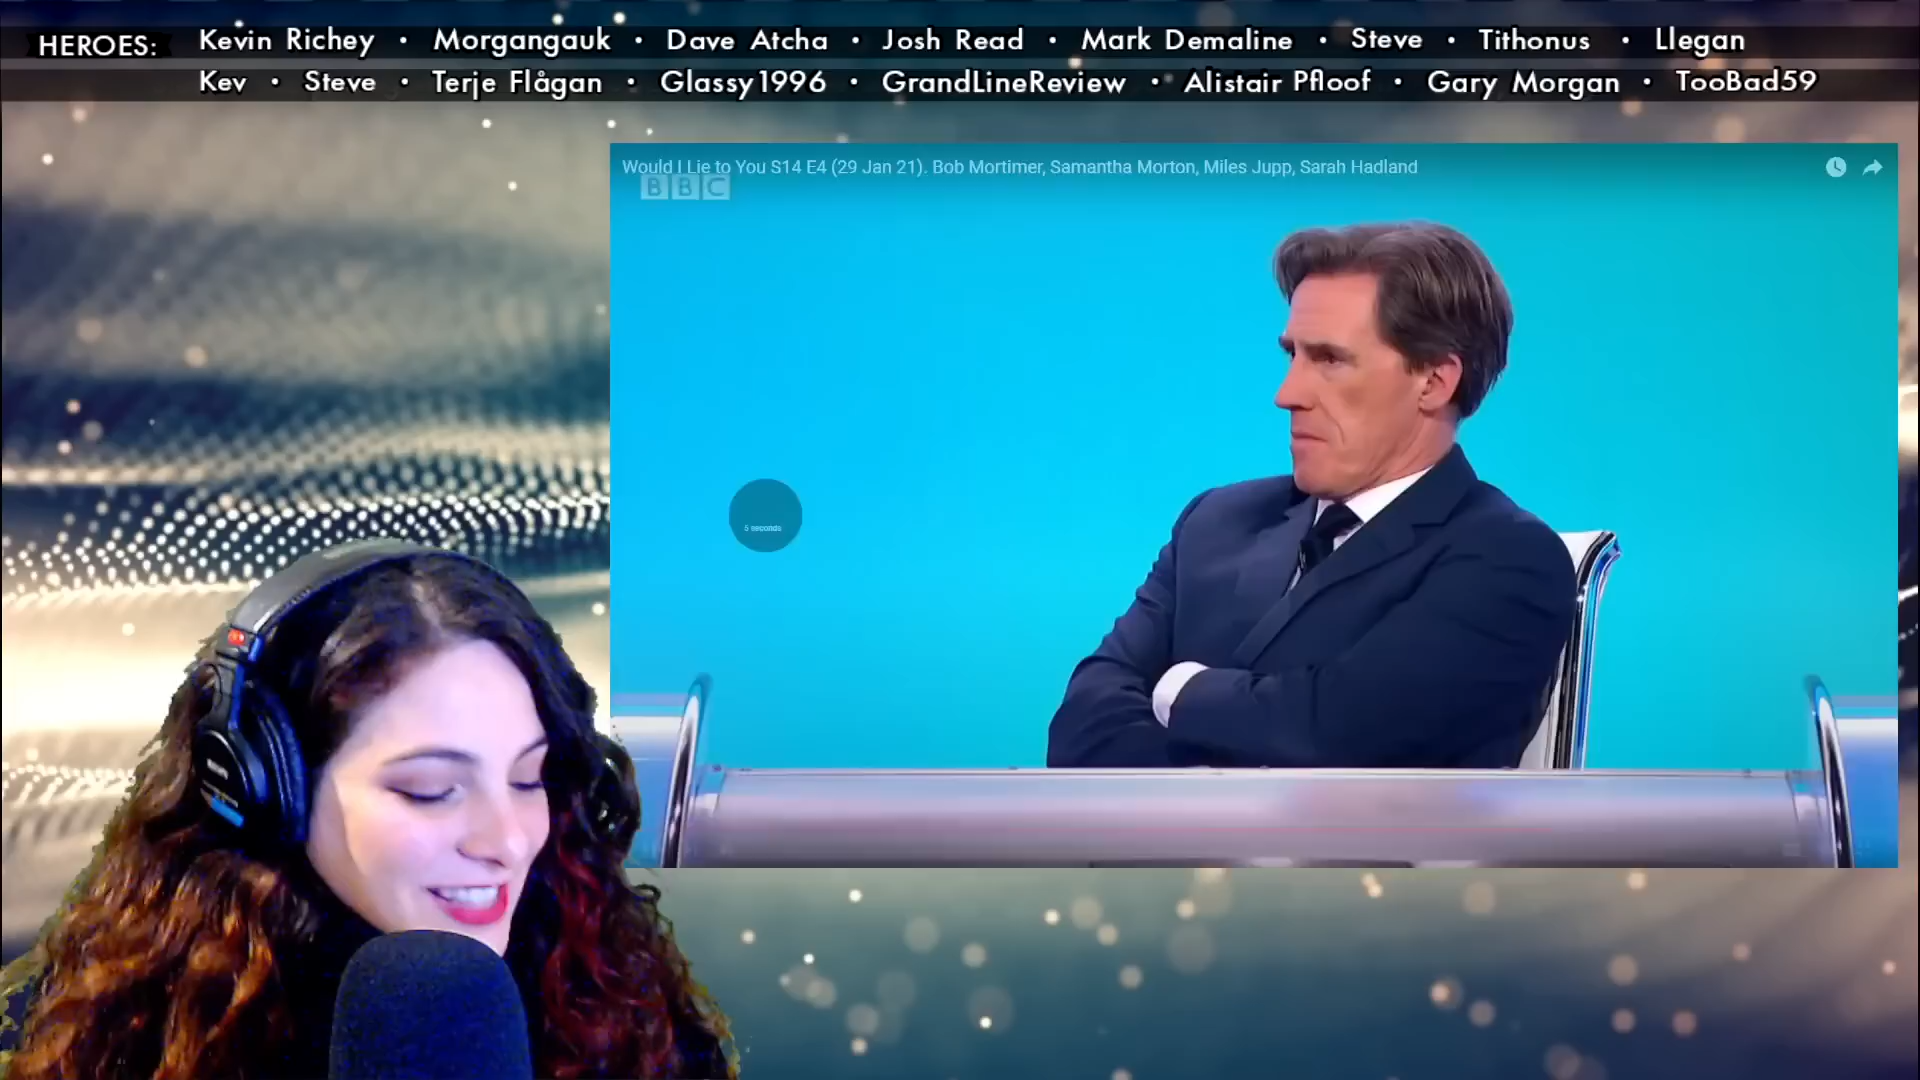 HEROES: Kevin Richey • Morgangauk • Dave Atcha • Josh Read • Mark Demaline • Steve • Tithonus • Llegan
Kev • Steve • Terje Flågan • Glassy1996 • GrandLineReview • Alistair Pfloof • Gary Morgan • TooBad59
Would I Lie to You S14 E4 (29 Jan 21). Bob Mortimer, Samantha Morton, Miles Jupp, Sarah Hadland
BBC
5 seconds